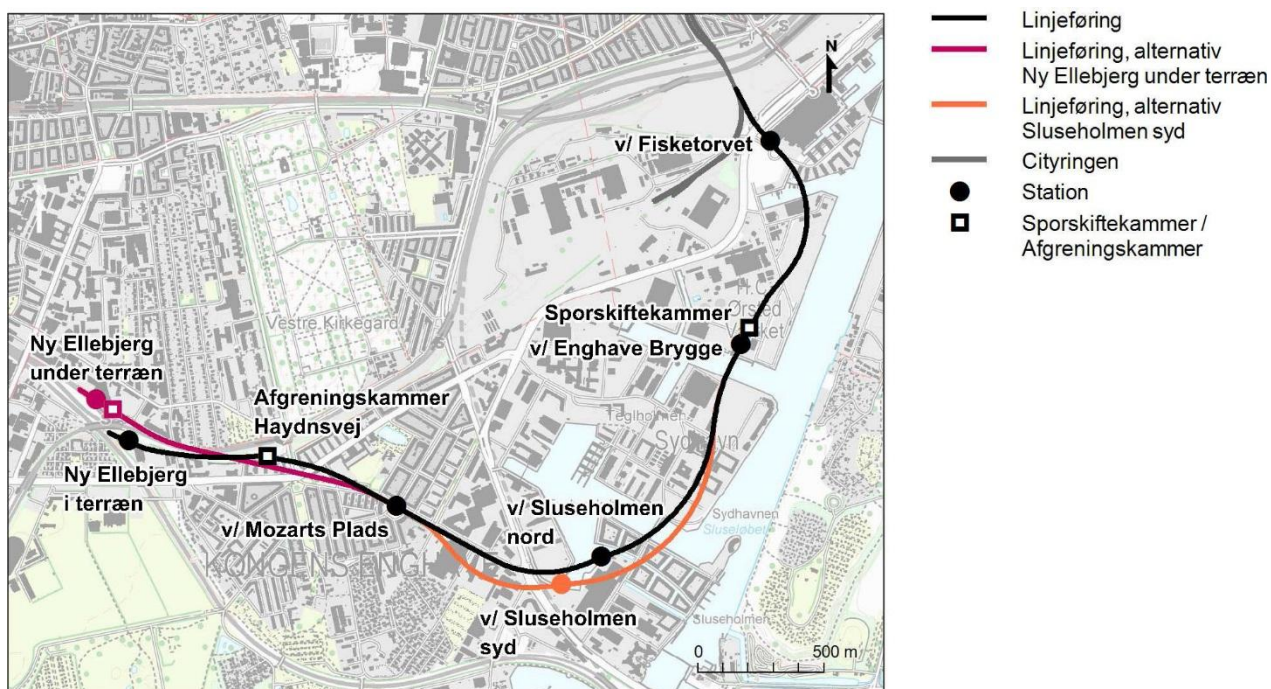 N
v/ Fisketorvet
H.C.
Ørsted
Sporskiftekammer
v/ Enghave Brygge
Vestre Kirkegård
Ny Ellebjerg
under terræn
Afgreningskammer
Haydnsvej
Teglholmen
Sydhavn
Ny Ellebjerg
i terræn
v/ Mozarts Plads
v/ Sluseholmen
nord
Sydhavnen
Sluseløbet
KONGENS ENGHAVE
v/ Sluseholmen
syd
Sluseholmen
0 500 m
Linjeføring
Linjeføring, alternativ
Ny Ellebjerg under terræn
Linjeføring, alternativ
Sluseholmen syd
Cityringen
Station
Sporskiftekammer /
Afgreningskammer